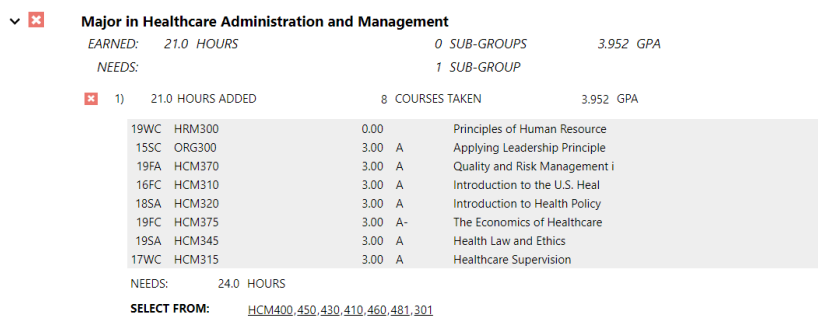 Major in Healthcare Administration and Management
EARNED: 21.0 HOURS 0 SUB-GROUPS 3.952 GPA
NEEDS: 1 SUB-GROUP
1) 21.0 HOURS ADDED 8 COURSES TAKEN 3.952 GPA
19WC HRM300 0.00 Principles of Human Resource
15SC ORG300 3.00 A Applying Leadership Principle
19FA HCM370 3.00 A Quality and Risk Management i
16FC HCM310 3.00 A Introduction to the U.S. Heal
18SA HCM320 3.00 A Introduction to Health Policy
19FC HCM375 3.00 A- The Economics of Healthcare
19SA HCM345 3.00 A Health Law and Ethics
17WC HCM315 3.00 A Healthcare Supervision
NEEDS: 24.0 HOURS
SELECT FROM: HCM400,450,430,410,460,481,301